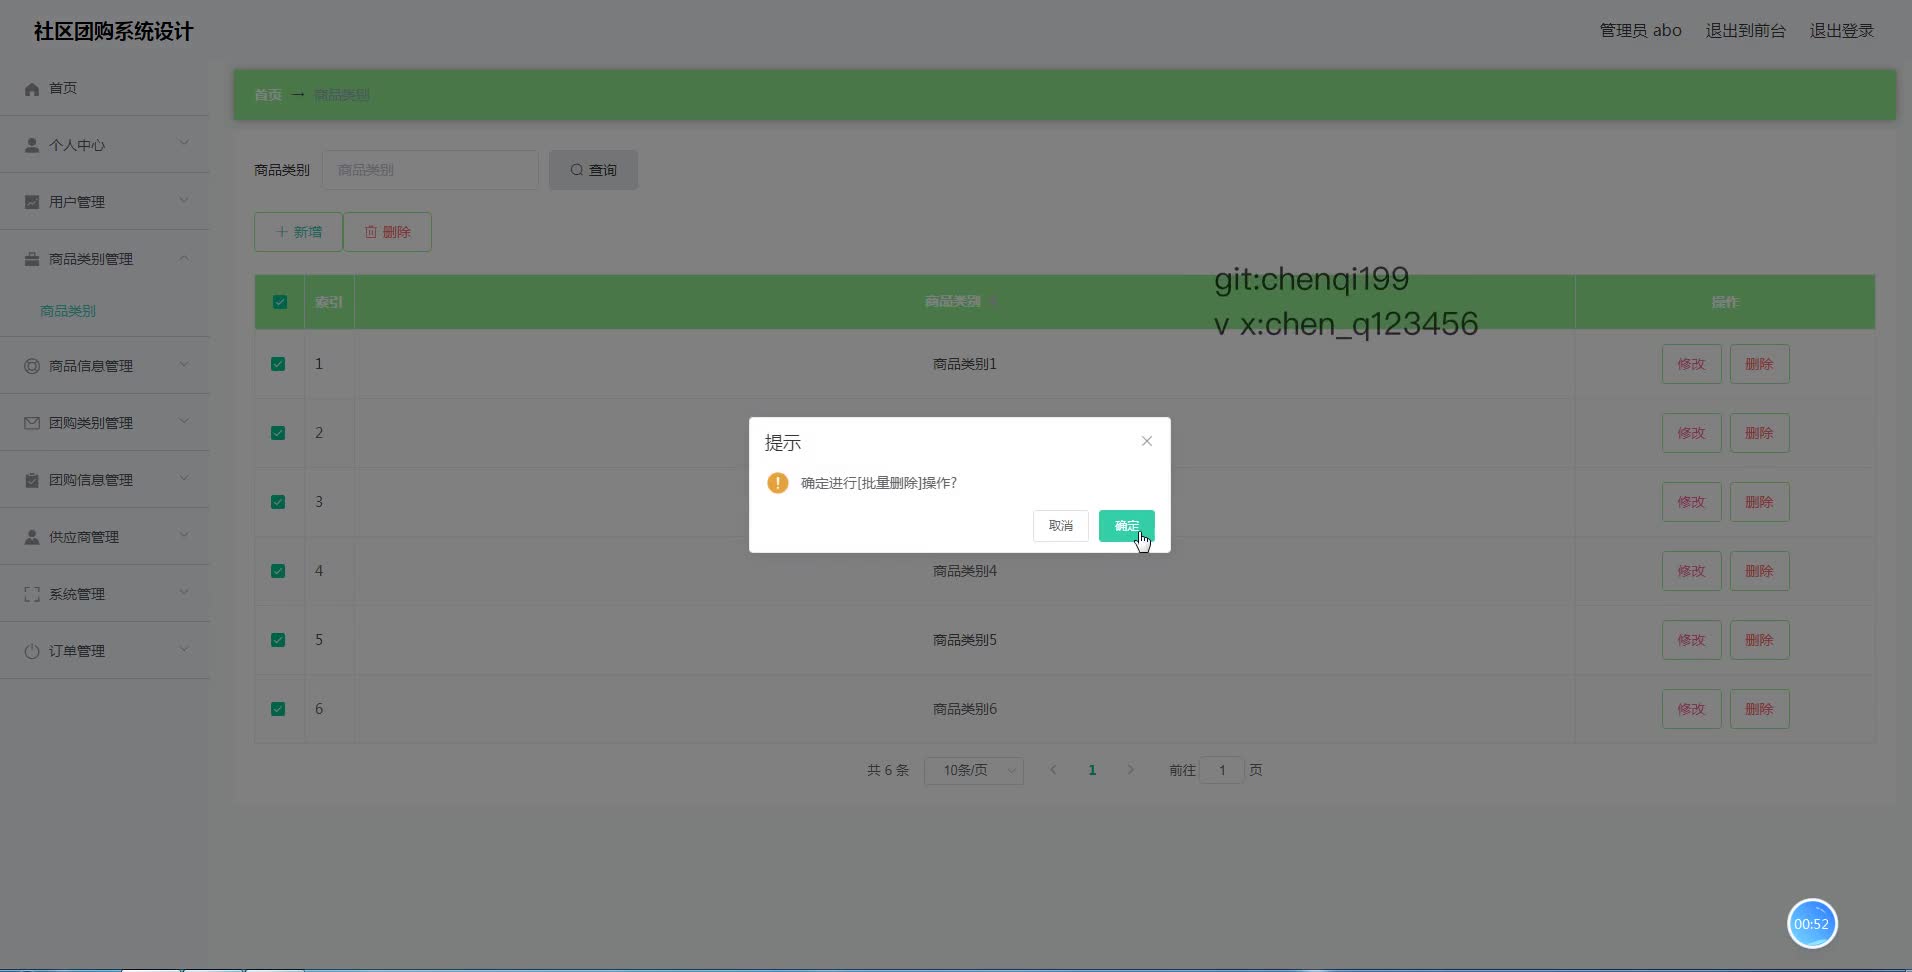 社区团购系统设计
管理员 abo 退出到前台 退出登录
首页
个人中心
用户管理
商品类别管理
商品类别
商品信息管理
团购类别管理
团购信息管理
供应商管理
系统管理
订单管理
首页 → 商品类别
商品类别 商品类别 查询
新增 删除
索引 商品类别 操作
git:chenqi199
v x:chen_q123456
1 商品类别1 修改 删除
2 修改 删除
3 修改 删除
4 商品类别4 修改 删除
5 商品类别5 修改 删除
6 商品类别6 修改 删除
提示
确定进行[批量删除]操作?
取消 确定
共 6 条 10条/页 1 前往 1 页
00:52